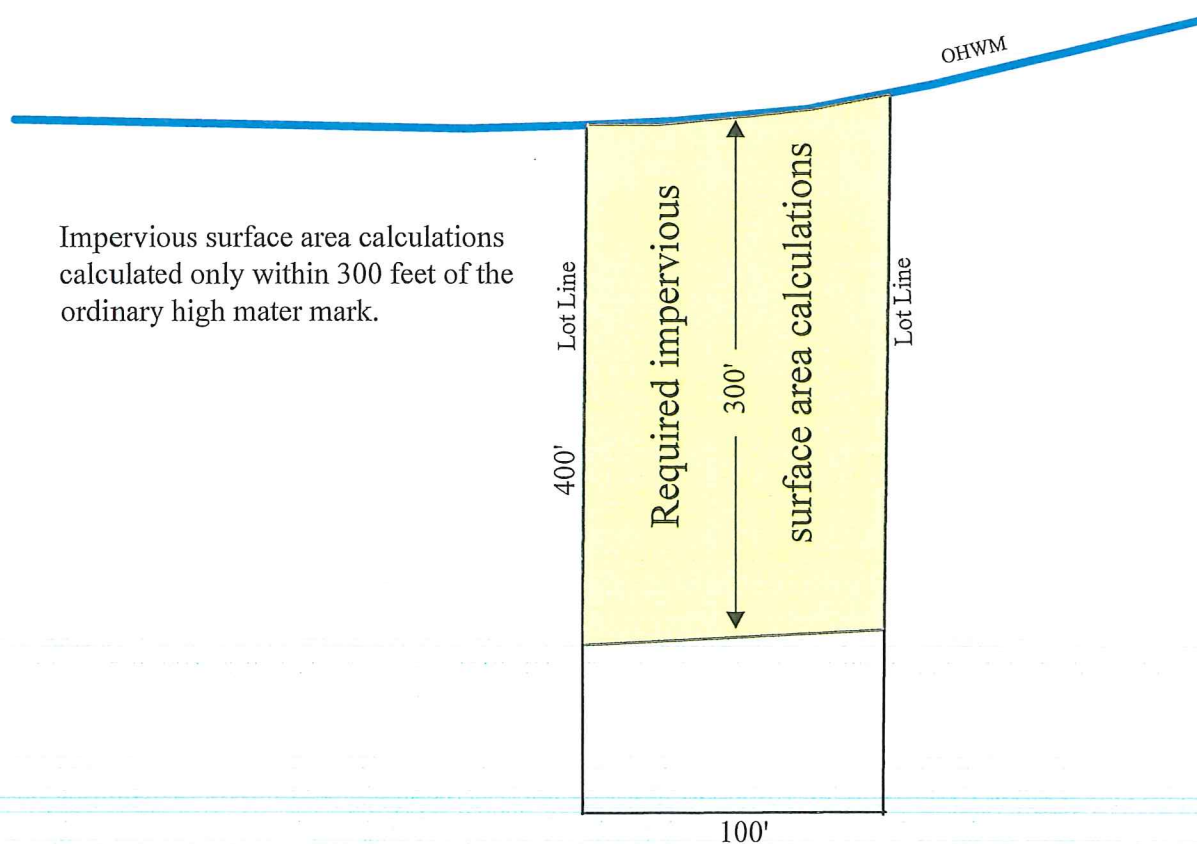 OHWM
Impervious surface area calculations
calculated only within 300 feet of the
ordinary high mater mark.
Lot Line
400'
Required impervious
surface area calculations
300'
Lot Line
100'